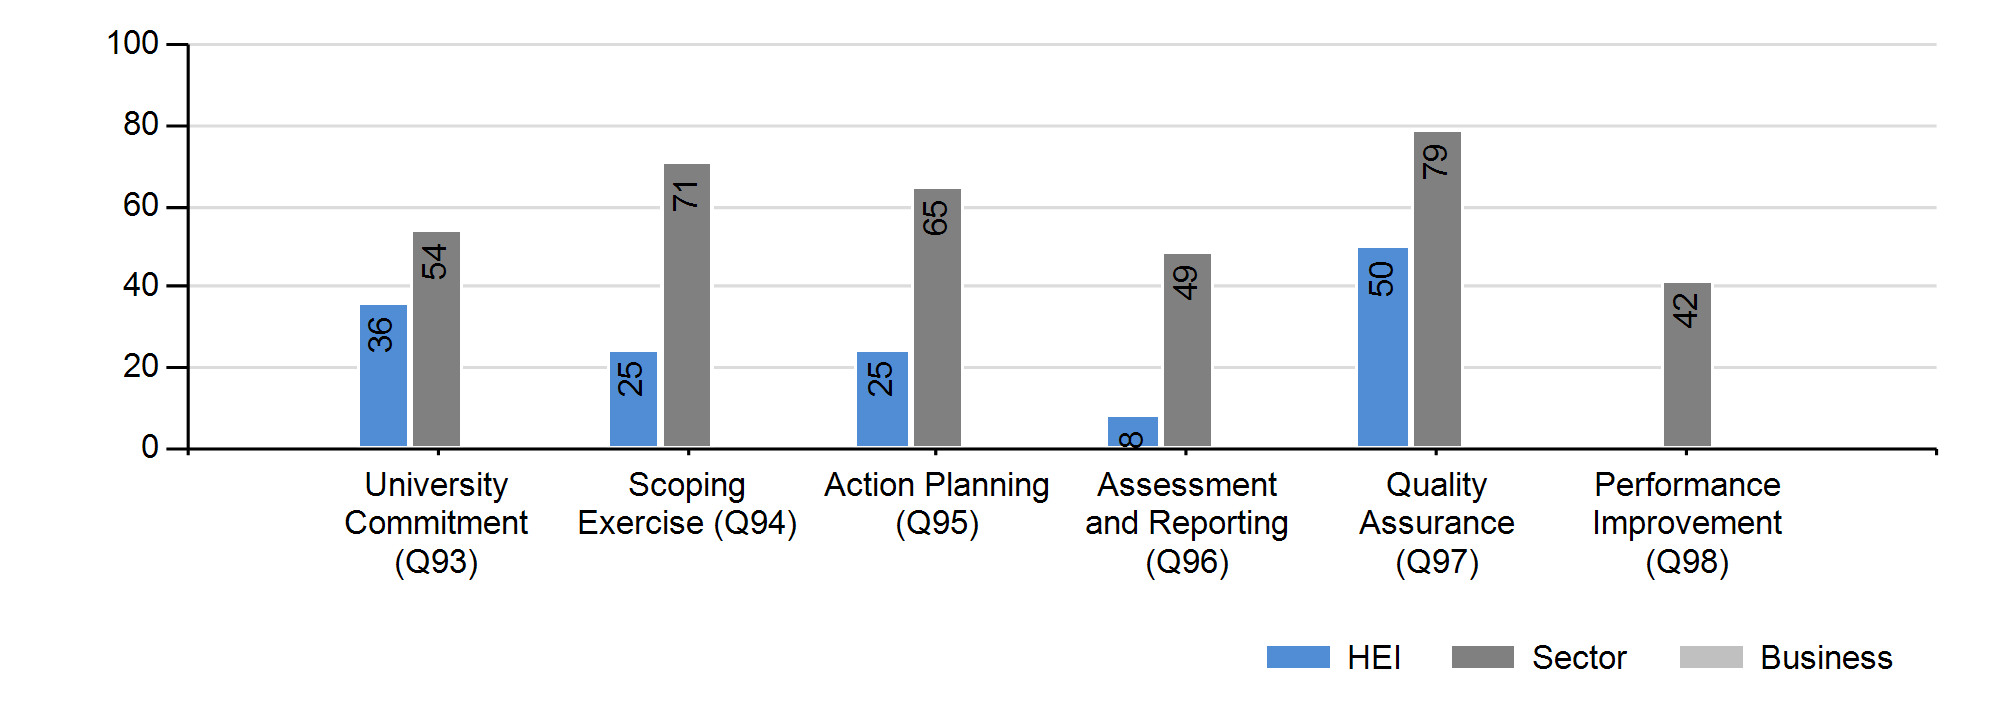 100
80
60
40
20
0
36
54
25
71
25
65
8
49
50
79
42
University
Commitment
(Q93)
Scoping
Exercise (Q94)
Action Planning
(Q95)
Assessment
and Reporting
(Q96)
Quality
Assurance
(Q97)
Performance
Improvement
(Q98)
HEI
Sector
Business